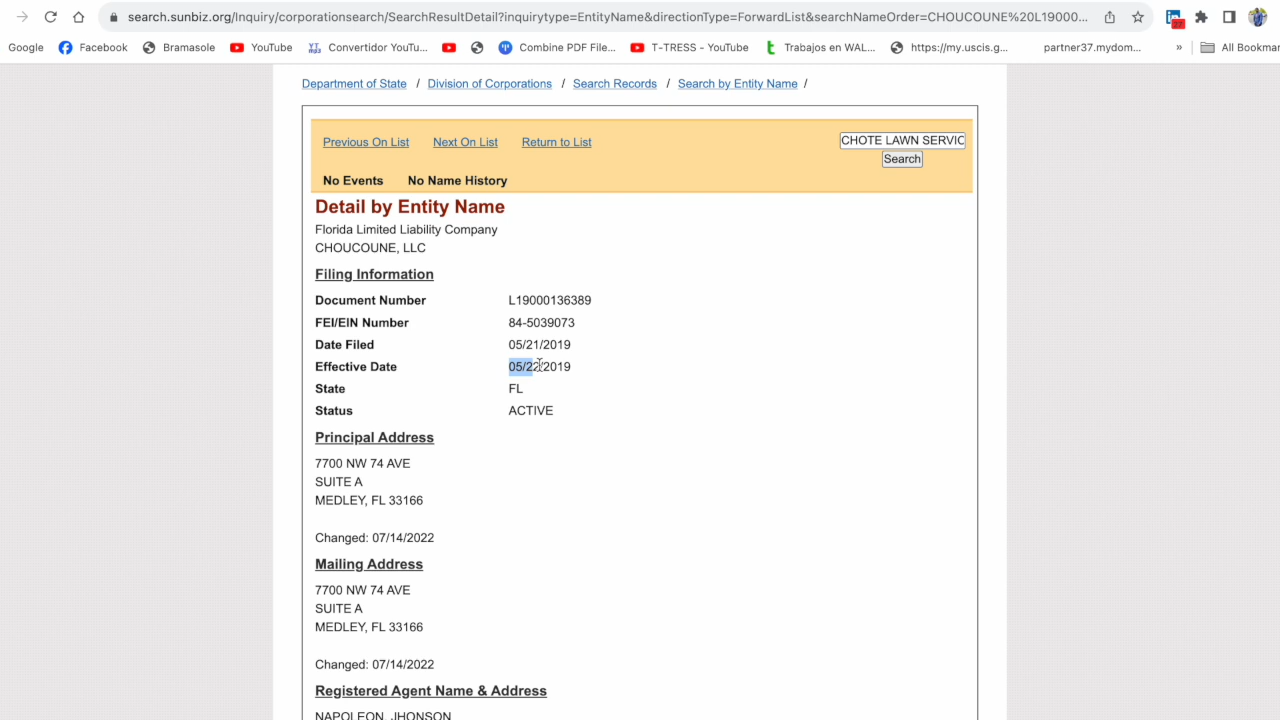 search.sunbiz.org/Inquiry/corporationsearch/SearchResultDetail?inquirytype=EntityName&directionType=ForwardList&searchNameOrder=CHOUCOUNE%20L19000...
97
Google Facebook Bramasole YouTube Convertidor YouTu... Combine PDF File... T-TRESS - YouTube Trabajos en WAL... https://my.uscis.g... partner37.mydom... » All Bookmar
Department of State / Division of Corporations / Search Records / Search by Entity Name /
Previous On List Next On List Return to List CHOTE LAWN SERVIC
Search
No Events No Name History
Detail by Entity Name
Florida Limited Liability Company
CHOUCOUNE, LLC
Filing Information
Document Number L19000136389
FEI/EIN Number 84-5039073
Date Filed 05/21/2019
Effective Date 05/22/2019
State FL
Status ACTIVE
Principal Address
7700 NW 74 AVE
SUITE A
MEDLEY, FL 33166
Changed: 07/14/2022
Mailing Address
7700 NW 74 AVE
SUITE A
MEDLEY, FL 33166
Changed: 07/14/2022
Registered Agent Name & Address
NAPOLEON, JHONSON